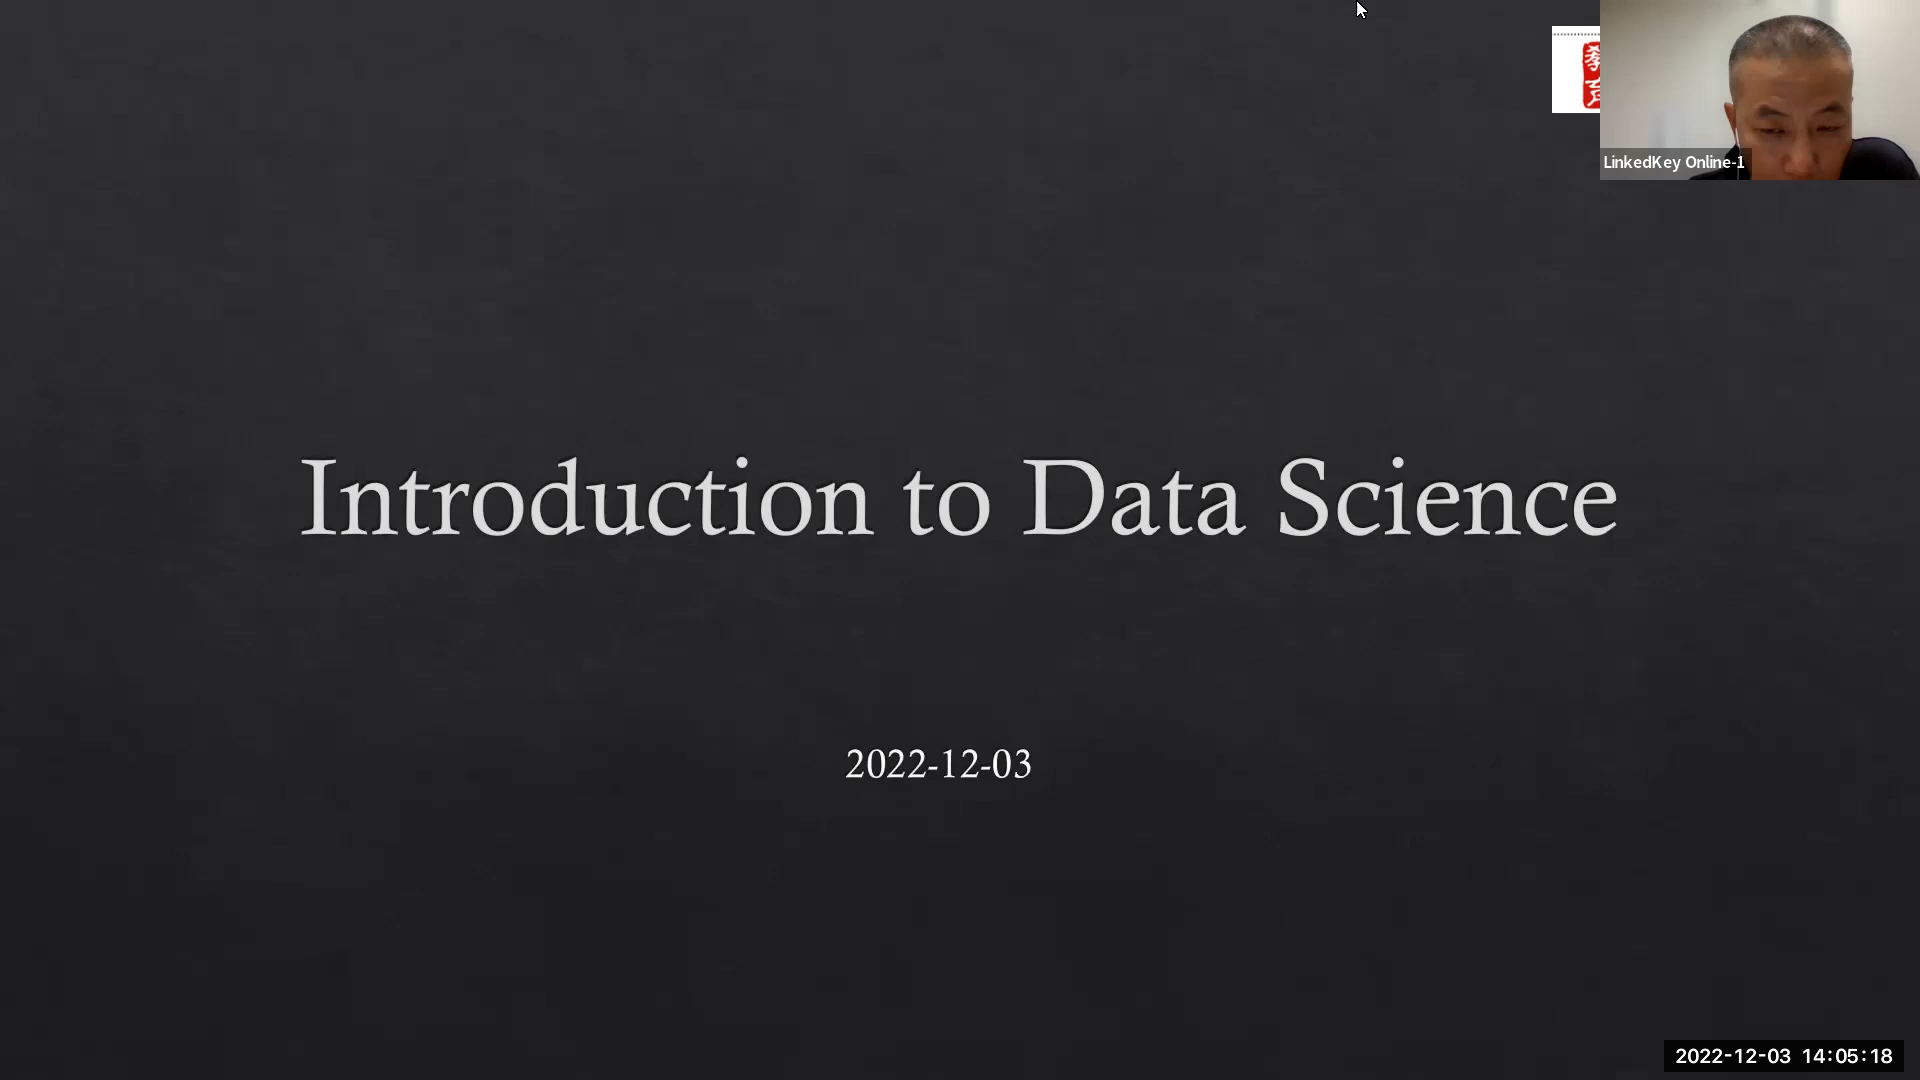 LinkedKey Online-1
Introduction to Data Science
2022-12-03
2022-12-03 14:05:18